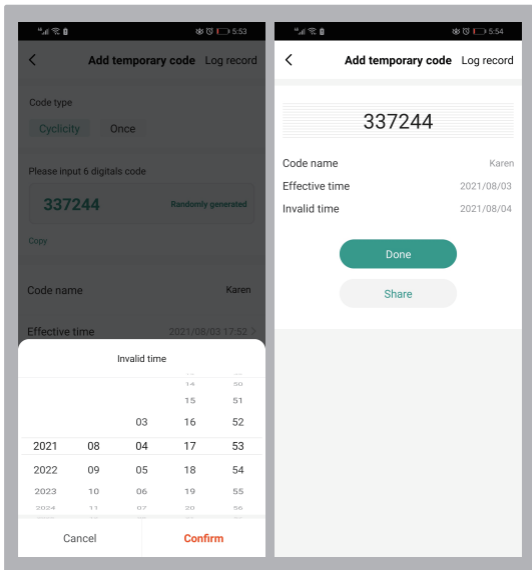 5:53
Add temporary code Log record
Code type
Cyclicity Once
Please input 6 digitals code
337244 Randomly generated
Copy
Code name Karen
Effective time 2021/08/03 17:52
Invalid time
14 50
15 51
03 16 52
2021 08 04 17 53
2022 09 05 18 54
2023 10 06 19 55
2024 11 07 20 56
Cancel Confirm
5:54
Add temporary code Log record
337244
Code name Karen
Effective time 2021/08/03
Invalid time 2021/08/04
Done
Share